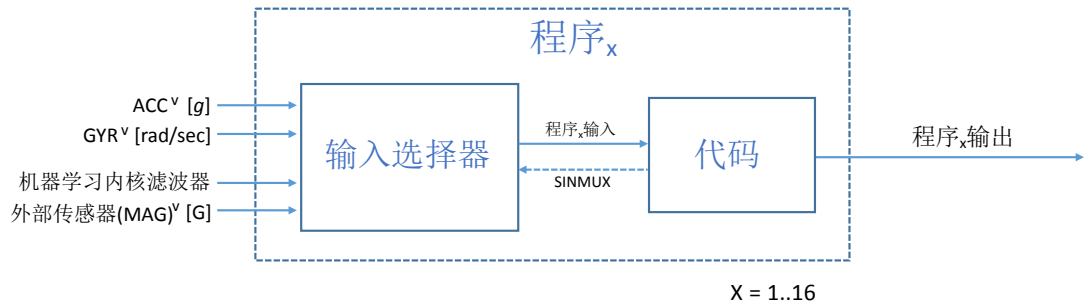 程序x
ACC V [g]
GYR V [rad/sec]
机器学习内核滤波器
外部传感器(MAG)V [G]
输入选择器
程序x输入
SINMUX
代码
程序x输出
X = 1..16